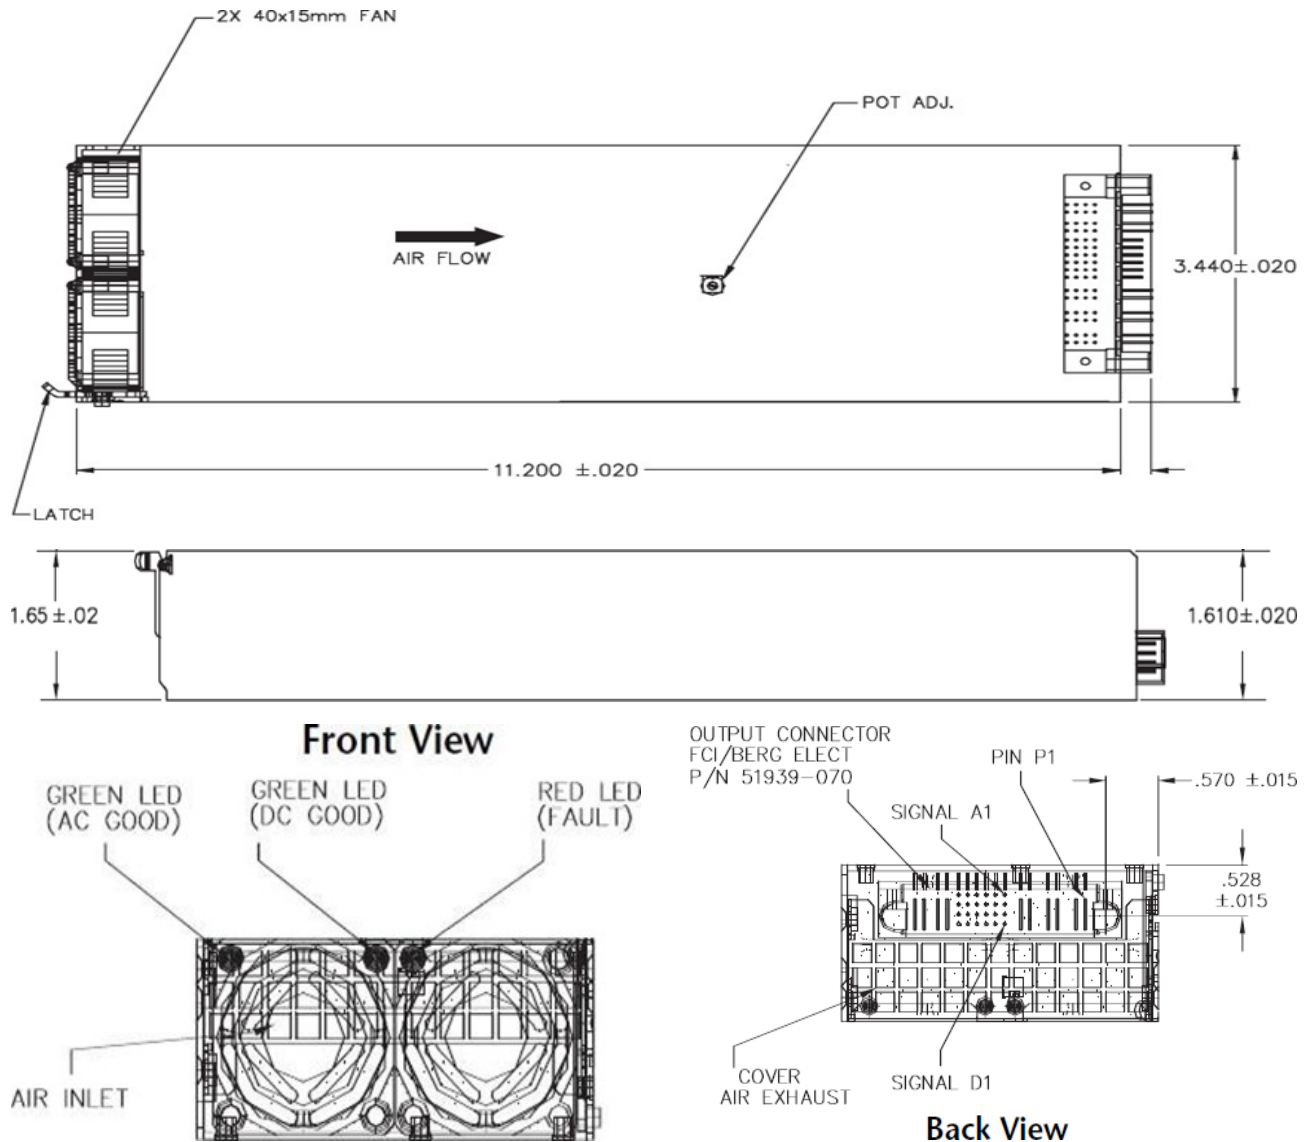 2X 40x15mm FAN
POT ADJ.
AIR FLOW
3.440±.020
11.200 ±.020
LATCH
1.65±.02
1.610±.020
Front View
GREEN LED
(AC GOOD)
GREEN LED
(DC GOOD)
RED LED
(FAULT)
AIR INLET
OUTPUT CONNECTOR
FCI/BERG ELECT
P/N 51939-070
PIN P1
SIGNAL A1
.570 ±.015
.528
±.015
COVER
AIR EXHAUST
SIGNAL D1
Back View